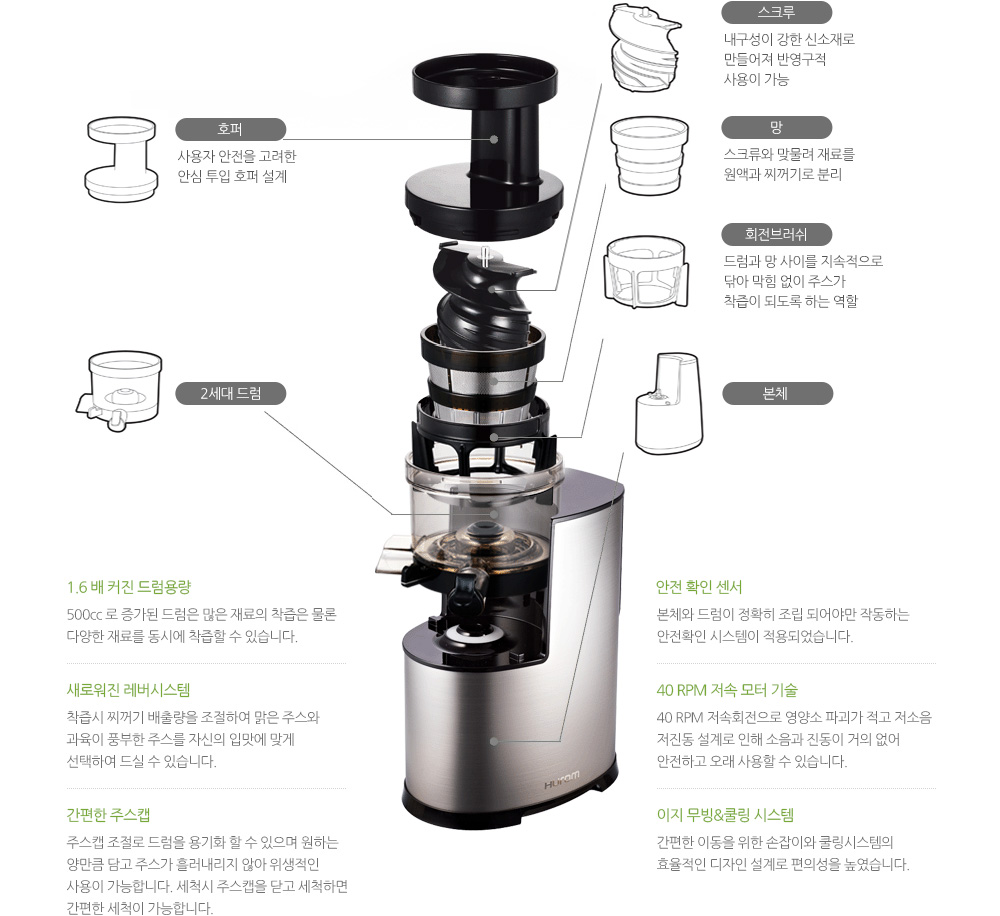 호퍼
사용자 안전을 고려한
안심 투입 호퍼 설계
2세대 드럼
스크루
내구성이 강한 신소재로
만들어져 반영구적
사용이 가능
망
스크류와 맞물려 재료를
원액과 찌꺼기로 분리
회전브러쉬
드럼과 망 사이를 지속적으로
닦아 막힘 없이 주스가
착즙이 되도록 하는 역할
본체
Hurom
1.6 배 커진 드럼용량
500cc 로 증가된 드럼은 많은 재료의 착즙은 물론
다양한 재료를 동시에 착즙할 수 있습니다.
새로워진 레버시스템
착즙시 찌꺼기 배출량을 조절하여 맑은 주스와
과육이 풍부한 주스를 자신의 입맛에 맞게
선택하여 드실 수 있습니다.
간편한 주스캡
주스캡 조절로 드럼을 용기화 할 수 있으며 원하는
양만큼 담고 주스가 흘러내리지 않아 위생적인
사용이 가능합니다. 세척시 주스캡을 닫고 세척하면
간편한 세척이 가능합니다.
안전 확인 센서
본체와 드럼이 정확히 조립 되어야만 작동하는
안전확인 시스템이 적용되었습니다.
40 RPM 저속 모터 기술
40 RPM 저속회전으로 영양소 파괴가 적고 저소음
저진동 설계로 인해 소음과 진동이 거의 없어
안전하고 오래 사용할 수 있습니다.
이지 무빙&쿨링 시스템
간편한 이동을 위한 손잡이와 쿨링시스템의
효율적인 디자인 설계로 편의성을 높였습니다.